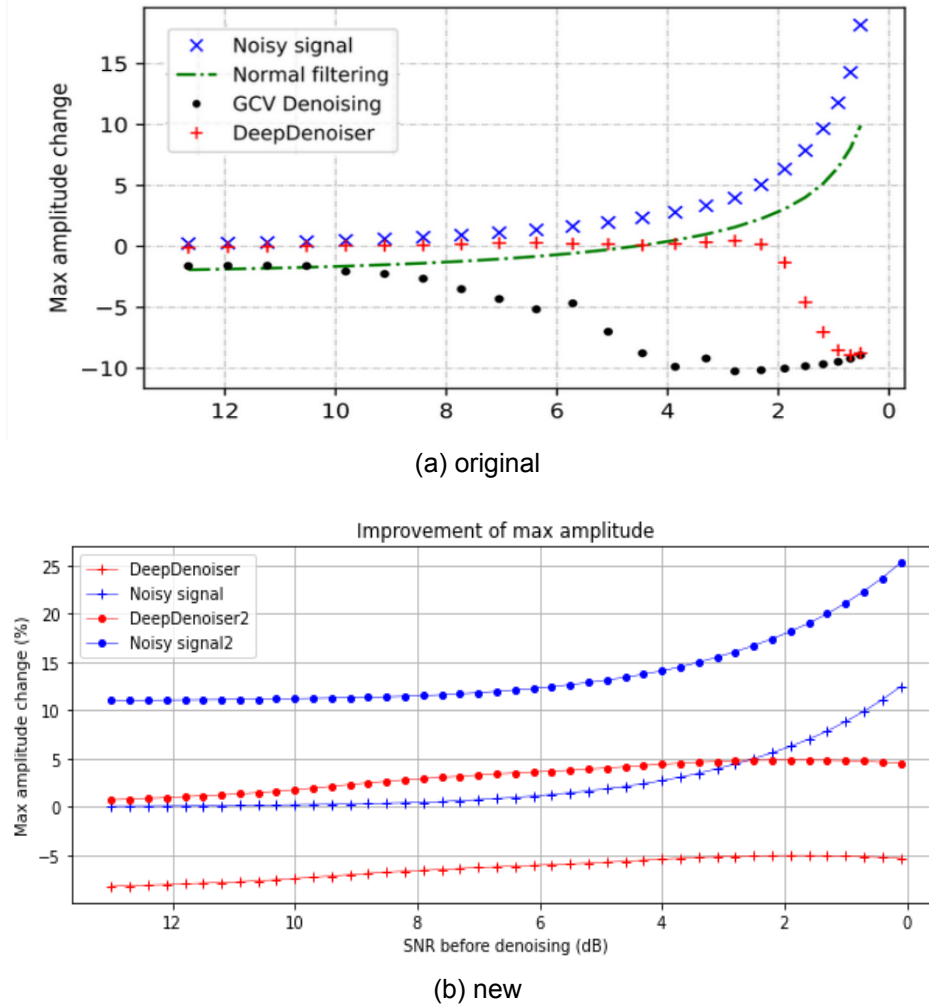 Max amplitude change
15
10
5
0
−5
−10
Noisy signal
Normal filtering
GCV Denoising
DeepDenoiser
12 10 8 6 4 2 0
(a) original
Improvement of max amplitude
Max amplitude change (%)
25
20
15
10
5
0
−5
DeepDenoiser
Noisy signal
DeepDenoiser2
Noisy signal2
12 10 8 6 4 2 0
SNR before denoising (dB)
(b) new